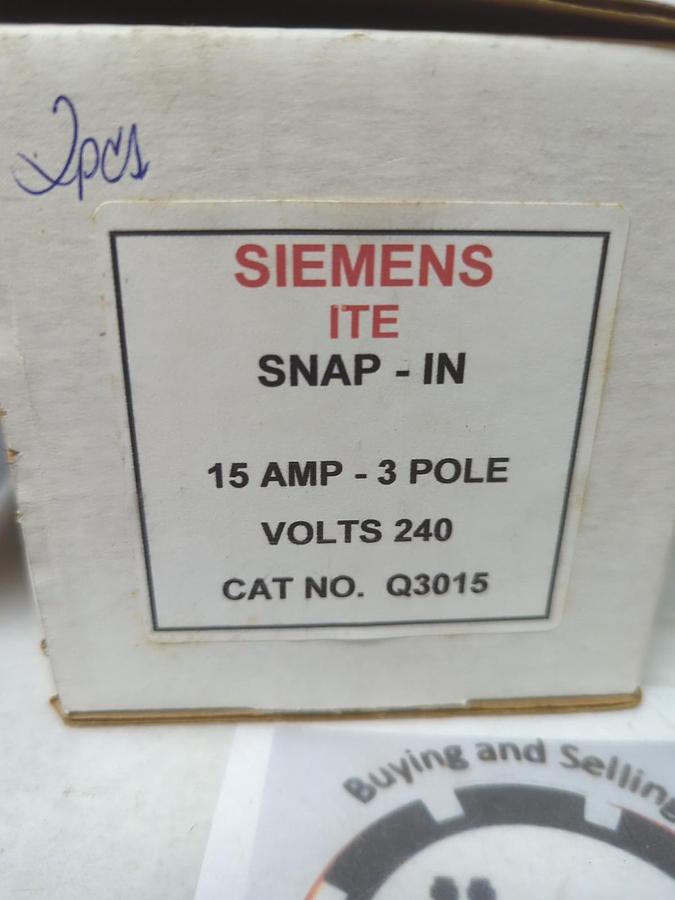 2pcs
SIEMENS
ITE
SNAP - IN
15 AMP - 3 POLE
VOLTS 240
CAT NO. Q3015
Buying and Selling